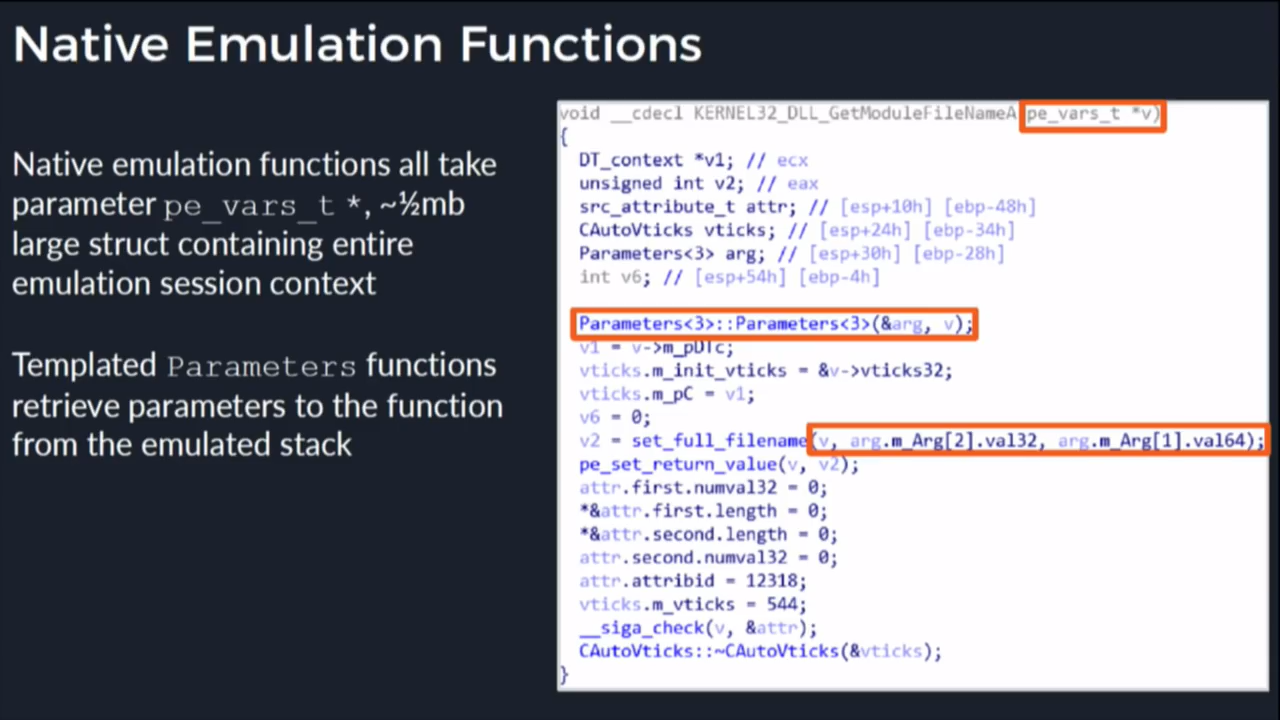 Native Emulation Functions
Native emulation functions all take
parameter pe_vars_t *, ~½mb
large struct containing entire
emulation session context
Templated Parameters functions
retrieve parameters to the function
from the emulated stack
void __cdecl KERNEL32_DLL_GetModuleFileNameA(pe_vars_t *v)
{
DT_context *v1; // ecx
unsigned int v2; // eax
src_attribute_t attr; // [esp+10h] [ebp-48h]
CAutoVticks vticks; // [esp+24h] [ebp-34h]
Parameters<3> arg; // [esp+30h] [ebp-28h]
int v6; // [esp+54h] [ebp-4h]
Parameters<3>::Parameters<3>(&arg, v);
v1 = v->m_pDTc;
vticks.m_init_vticks = &v->vticks32;
vticks.m_pC = v1;
v6 = 0;
v2 = set_full_filename(v, arg.m_Arg[2].val32, arg.m_Arg[1].val64);
pe_set_return_value(v, v2);
attr.first.numval32 = 0;
*&attr.first.length = 0;
*&attr.second.length = 0;
attr.second.numval32 = 0;
attr.attribid = 12318;
vticks.m_vticks = 544;
__siga_check(v, &attr);
CAutoVticks::~CAutoVticks(&vticks);
}